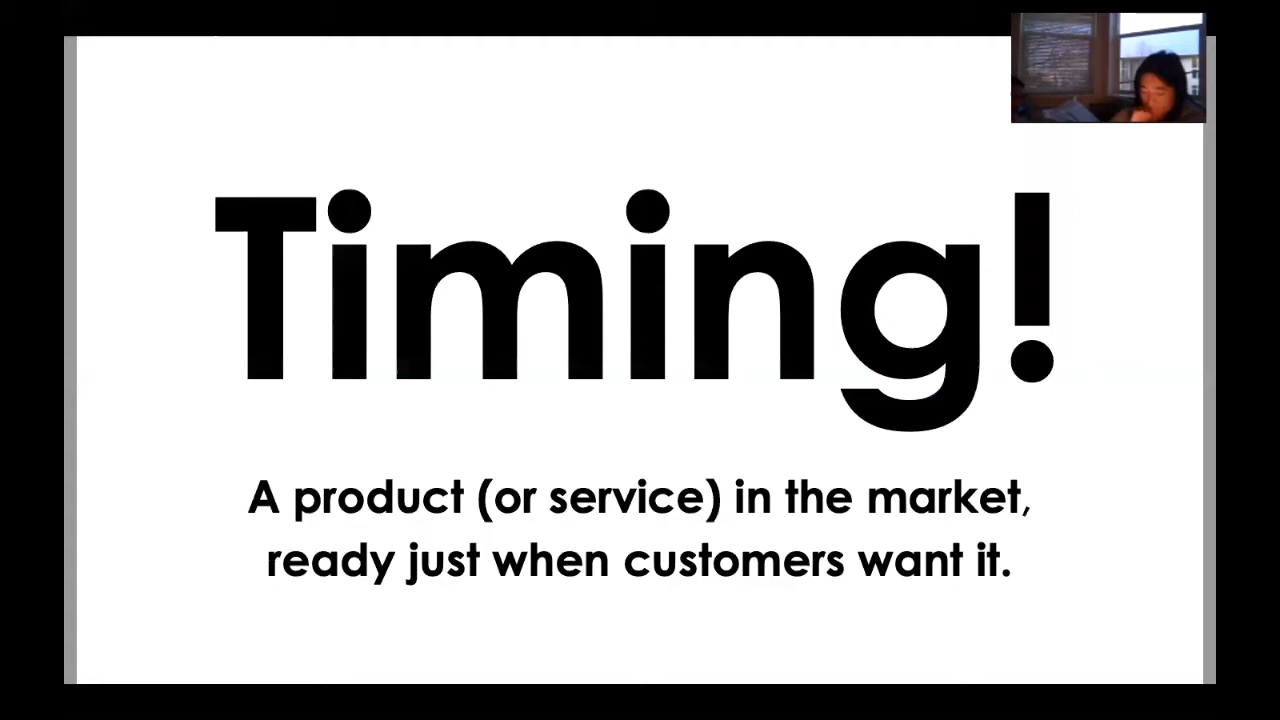 Timing!
A product (or service) in the market,
ready just when customers want it.